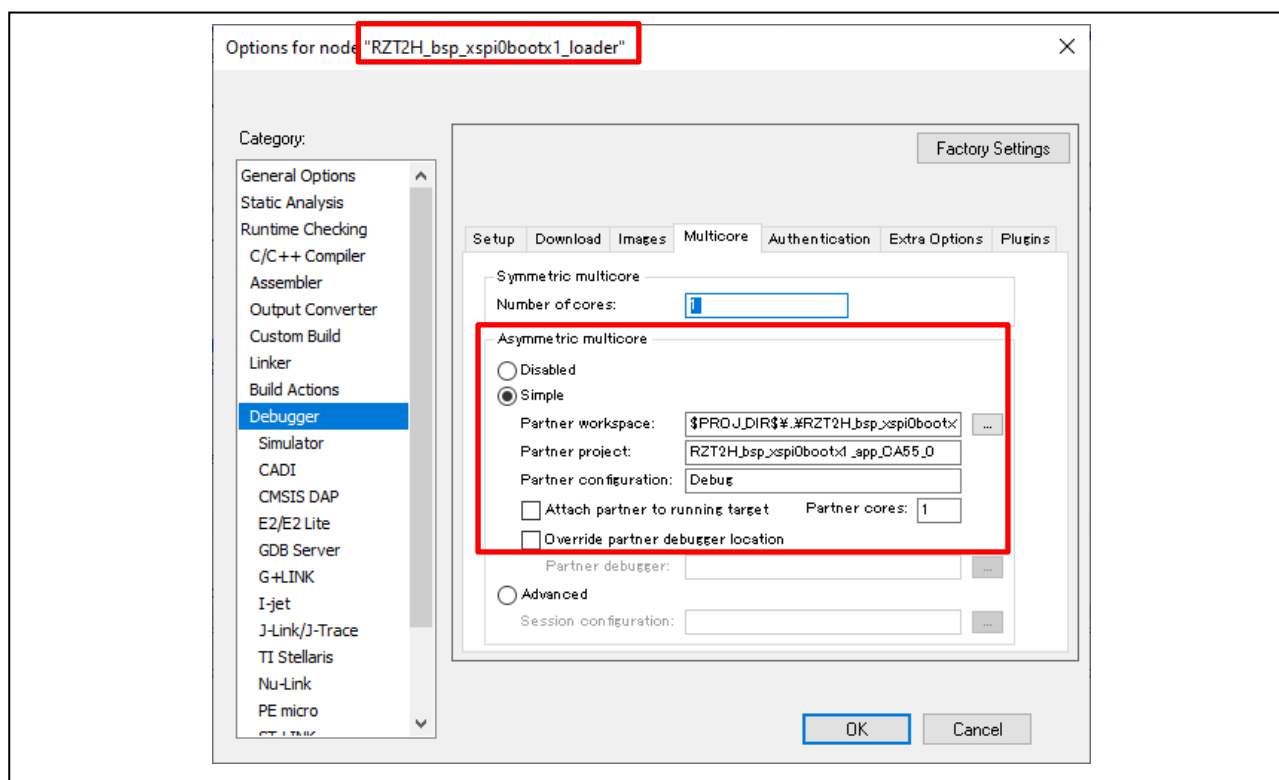 Options for node "RZT2H_bsp_xspi0bootx1_loader"
Category:
General Options
Static Analysis
Runtime Checking
C/C++ Compiler
Assembler
Output Converter
Custom Build
Linker
Build Actions
Debugger
Simulator
CADI
CMSIS DAP
E2/E2 Lite
GDB Server
G+LINK
I-jet
J-Link/J-Trace
TI Stellaris
Nu-Link
PE micro
ST-LINK
Factory Settings
Setup Download Images Multicore Authentication Extra Options Plugins
Symmetric multicore
Number of cores: 1
Asymmetric multicore
Disabled
Simple
Partner workspace: $PROJ_DIR$¥..¥RZT2H_bsp_xspi0bootx ...
Partner project: RZT2H_bsp_xspi0bootx1_app_CA55_0
Partner configuration: Debug
Attach partner to running target Partner cores: 1
Override partner debugger location
Partner debugger: ...
Advanced
Session configuration: ...
OK Cancel